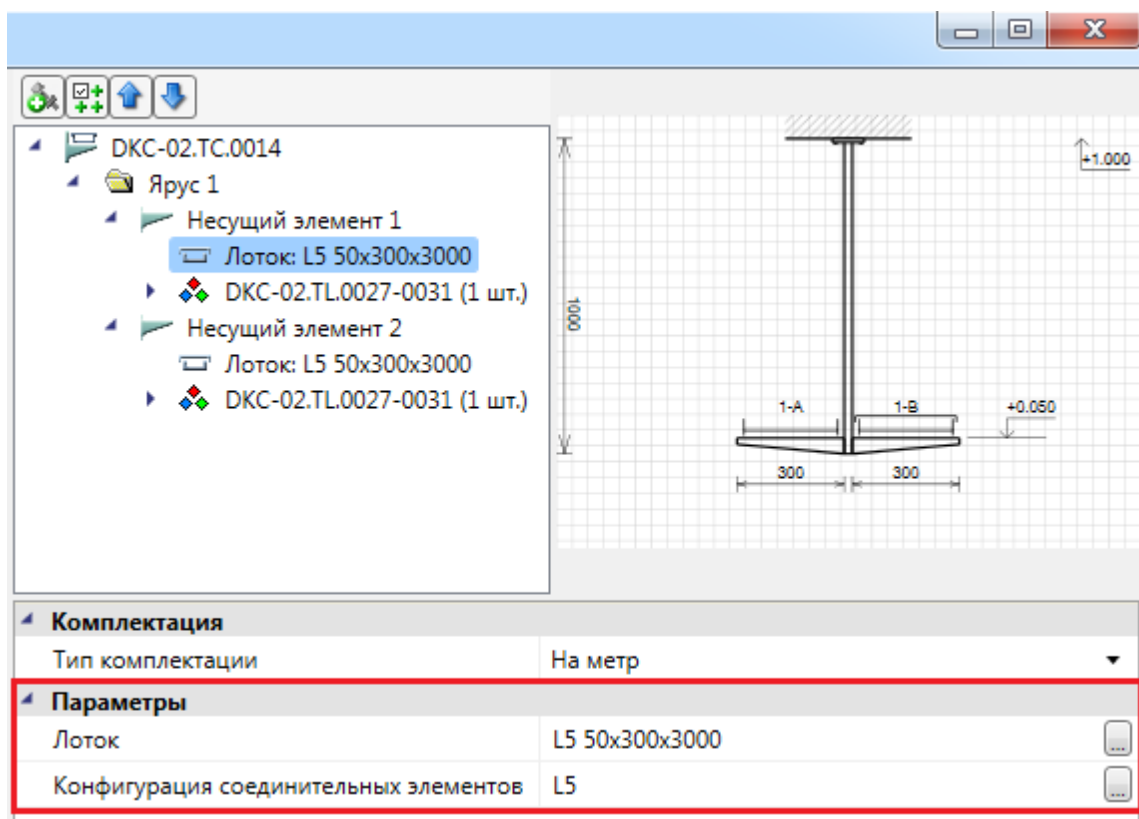 DKC-02.TC.0014
Ярус 1
Несущий элемент 1
Лоток: L5 50x300x3000
DKC-02.TL.0027-0031 (1 шт.)
Несущий элемент 2
Лоток: L5 50x300x3000
DKC-02.TL.0027-0031 (1 шт.)
+1.000
1000
1-A 1-B +0.050
300 300
Комплектация
Тип комплектации На метр
Параметры
Лоток L5 50x300x3000 ...
Конфигурация соединительных элементов L5 ...